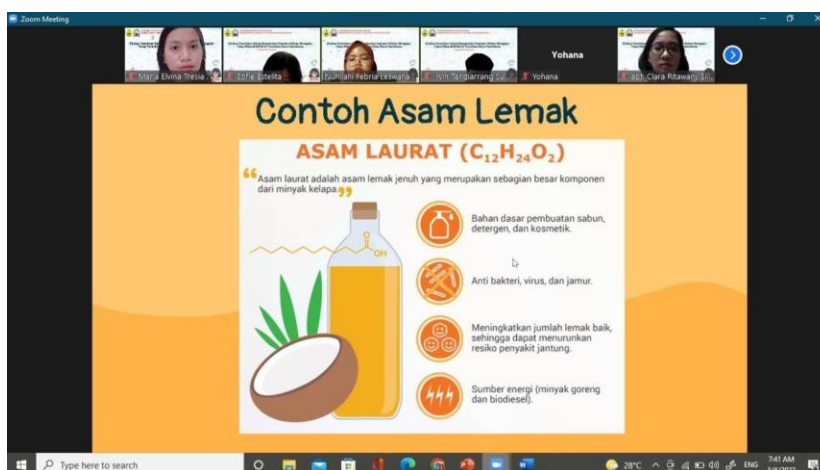 Zoom Meeting
Maria Elvina Tresia
Sofie Estelita
Nurhilahi Febria Leswana
Yohana
Yohana
apt. Clara Ritawany
Contoh Asam Lemak
ASAM LAURAT (C₁₂H₂₄O₂)
“Asam laurat adalah asam lemak jenuh yang merupakan sebagian besar komponen
dari minyak kelapa.”
O
OH
Bahan dasar pembuatan sabun,
detergen, dan kosmetik.
Anti bakteri, virus, dan jamur.
Meningkatkan jumlah lemak baik,
sehingga dapat menurunkan
resiko penyakit jantung.
Sumber energi (minyak goreng
dan biodiesel).
Type here to search
28°C
ENG
7:41 AM